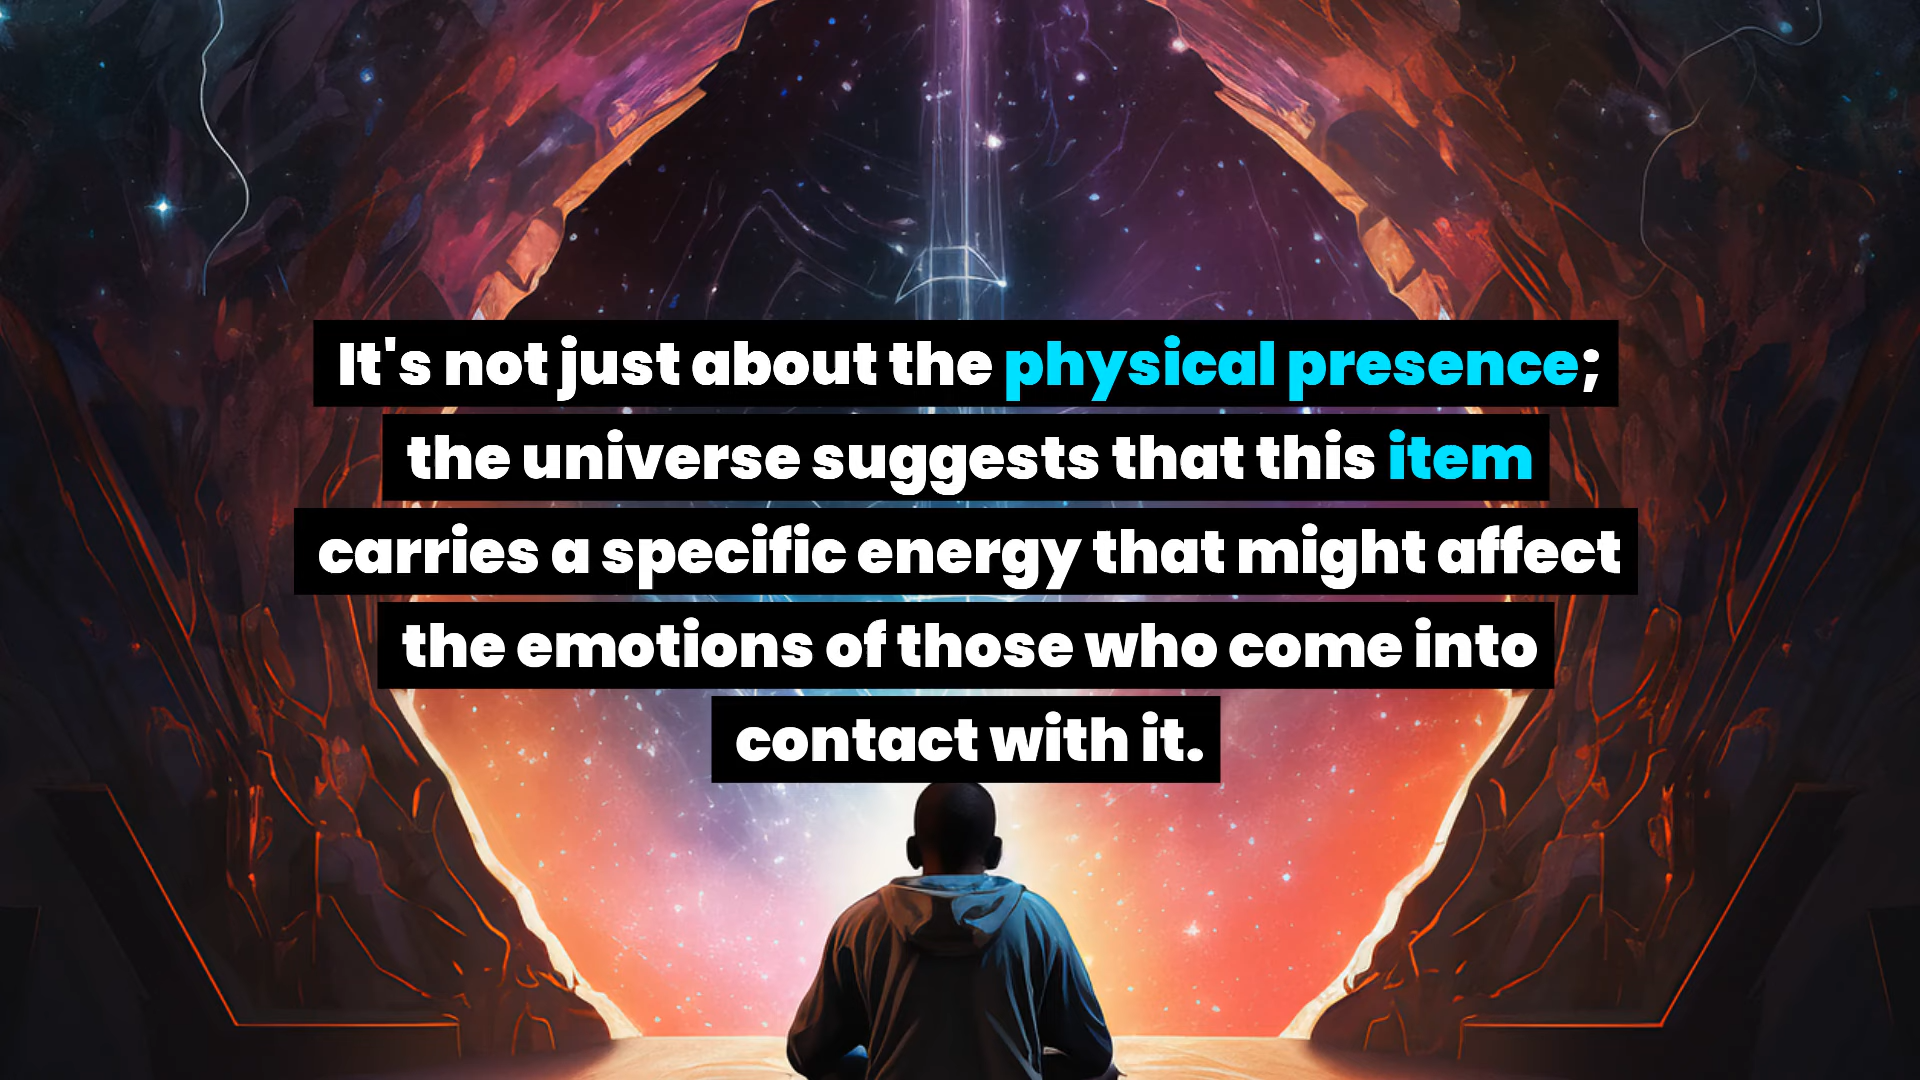 It's not just about the physical presence;
the universe suggests that this item
carries a specific energy that might affect
the emotions of those who come into
contact with it.